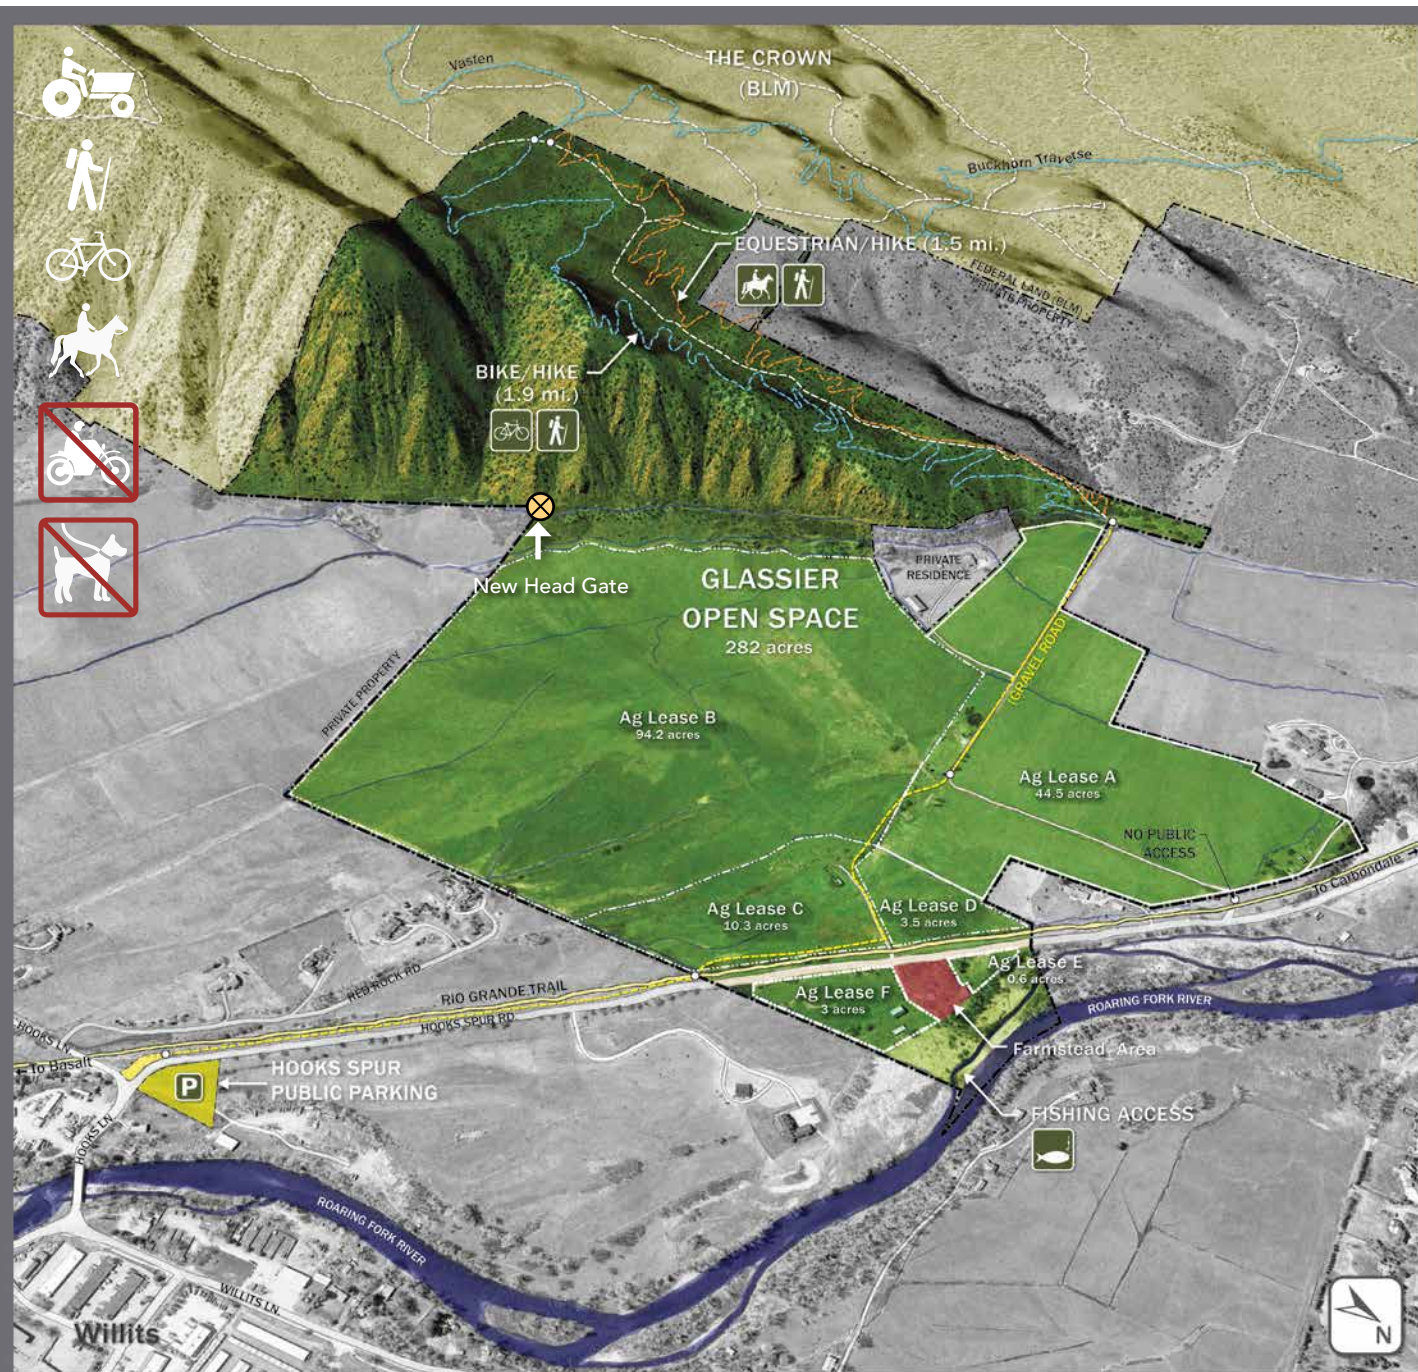 Vasten
THE CROWN
(BLM)
Buckhorn Traverse
EQUESTRIAN/HIKE (1.5 mi.)
FEDERAL LAND (BLM)
PRIVATE PROPERTY
BIKE/HIKE
(1.9 mi.)
New Head Gate
GLASSIER
OPEN SPACE
282 acres
PRIVATE
RESIDENCE
(GRAVEL ROAD)
PRIVATE PROPERTY
Ag Lease B
94.2 acres
Ag Lease A
44.5 acres
NO PUBLIC
ACCESS
To Carbondale
Ag Lease C
10.3 acres
Ag Lease D
3.5 acres
Ag Lease E
0.6 acres
Ag Lease F
3 acres
RED ROCK RD
RIO GRANDE TRAIL
HOOKS SPUR RD
ROARING FORK RIVER
HOOKS LN
To Basalt
Farmstead Area
P
HOOKS SPUR
PUBLIC PARKING
FISHING ACCESS
HOOKS LN
ROARING FORK RIVER
WILLITS LN
Willits
N